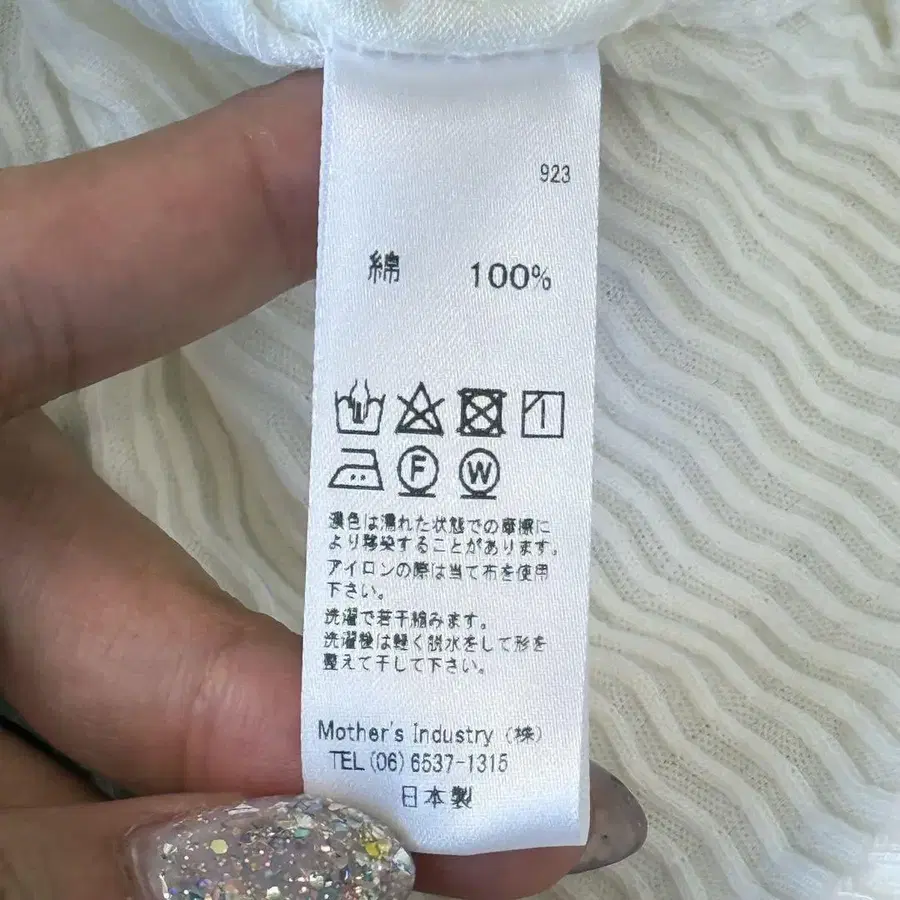 923
綿 100%
F W
濃色は濡れた状態での摩擦に
より移染することがあります。
アイロンの際は当て布を使用
下さい。
洗濯で若干縮みます。
洗濯後は軽く脱水をして形を
整えて干して下さい。
Mother's Industry (株)
TEL(06)6537-1315
日本製